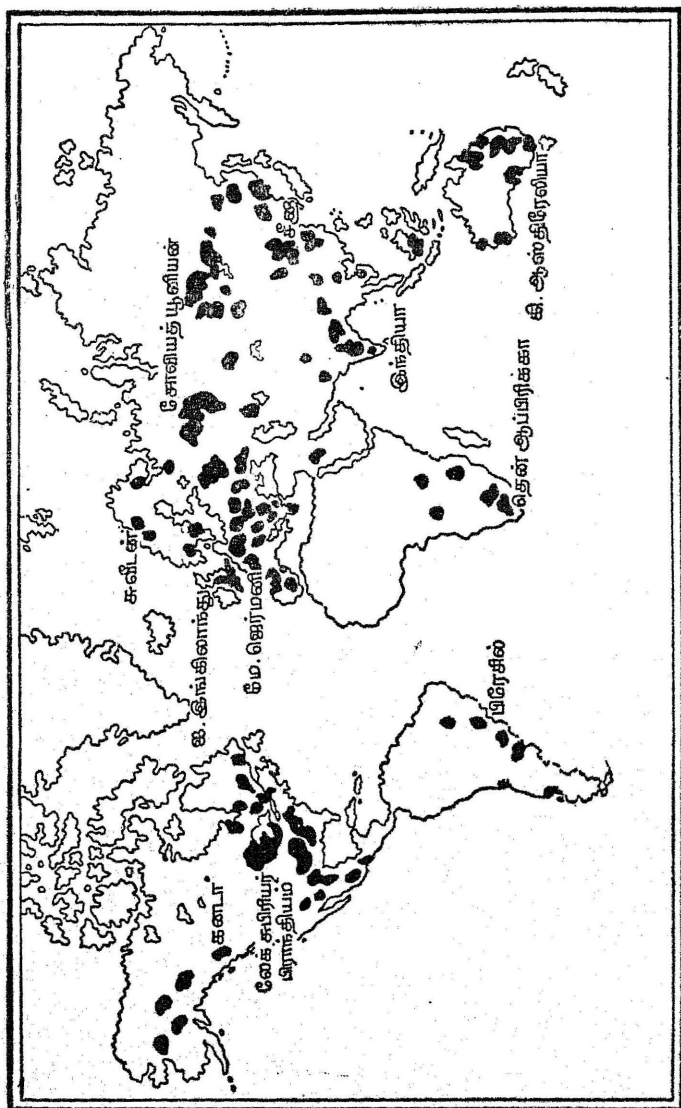 கனடா
லேக் சுபிரியர்
பிராந்தியம்
பிரேசில்
ஐ. இங்கிலாந்து
மே. ஜெர்மனி
சுவீடன்
சோவியத் யூனியன்
சீனா
இந்தியா
தென் ஆப்பிரிக்கா
கி. ஆஸ்திரேலியா